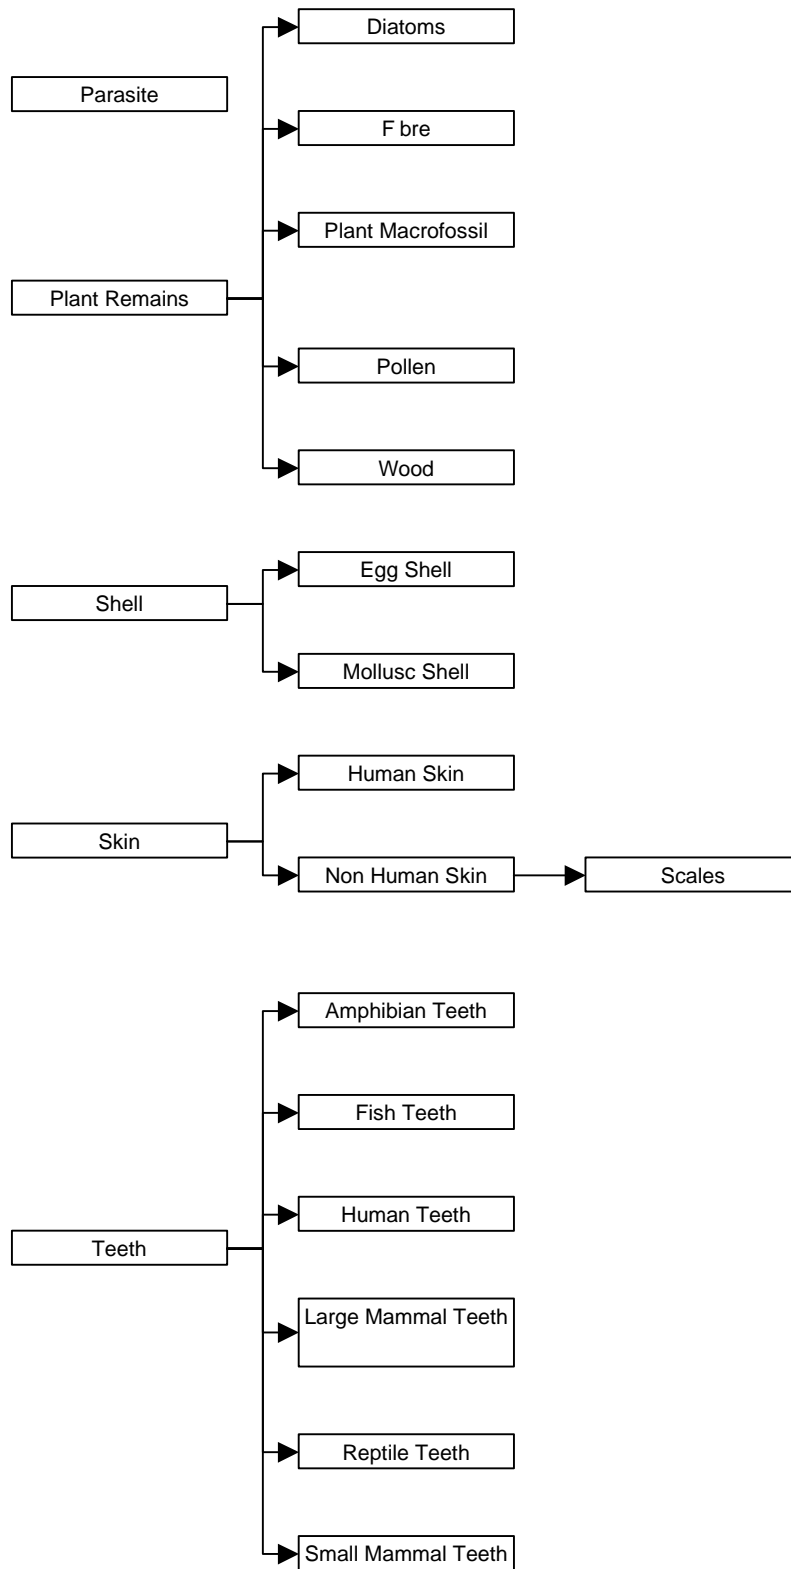 Diatoms
Parasite
F bre
Plant Macrofossil
Plant Remains
Pollen
Wood
Egg Shell
Shell
Mollusc Shell
Human Skin
Skin
Non Human Skin
Scales
Amphibian Teeth
Fish Teeth
Human Teeth
Teeth
Large Mammal Teeth
Reptile Teeth
Small Mammal Teeth